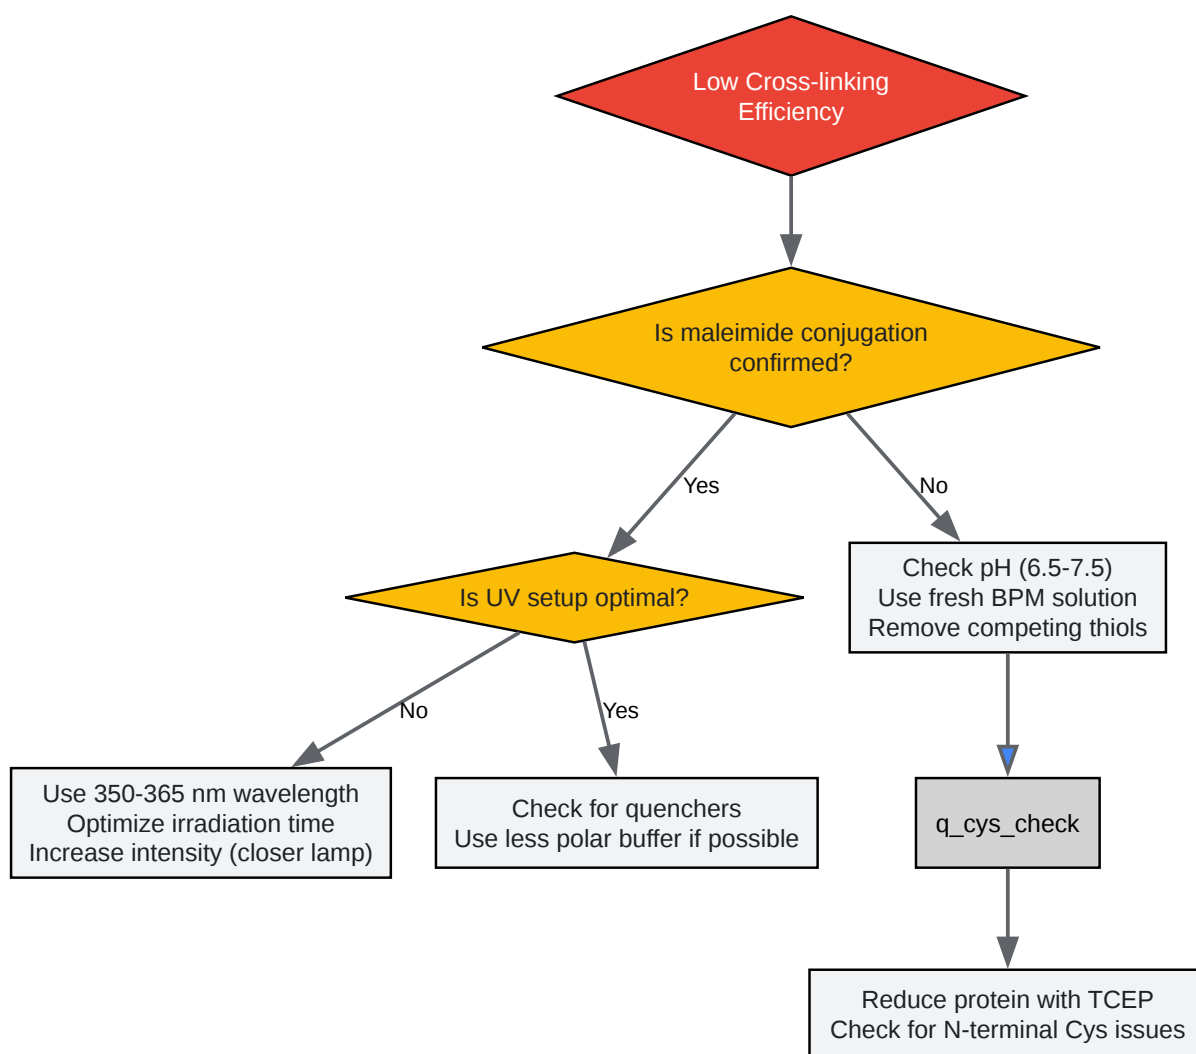 Low Cross-linking
Efficiency
Is maleimide conjugation
confirmed?
Yes
No
Is UV setup optimal?
Check pH (6.5-7.5)
Use fresh BPM solution
Remove competing thiols
No
Yes
Use 350-365 nm wavelength
Optimize irradiation time
Increase intensity (closer lamp)
Check for quenchers
Use less polar buffer if possible
q_cys_check
Reduce protein with TCEP
Check for N-terminal Cys issues